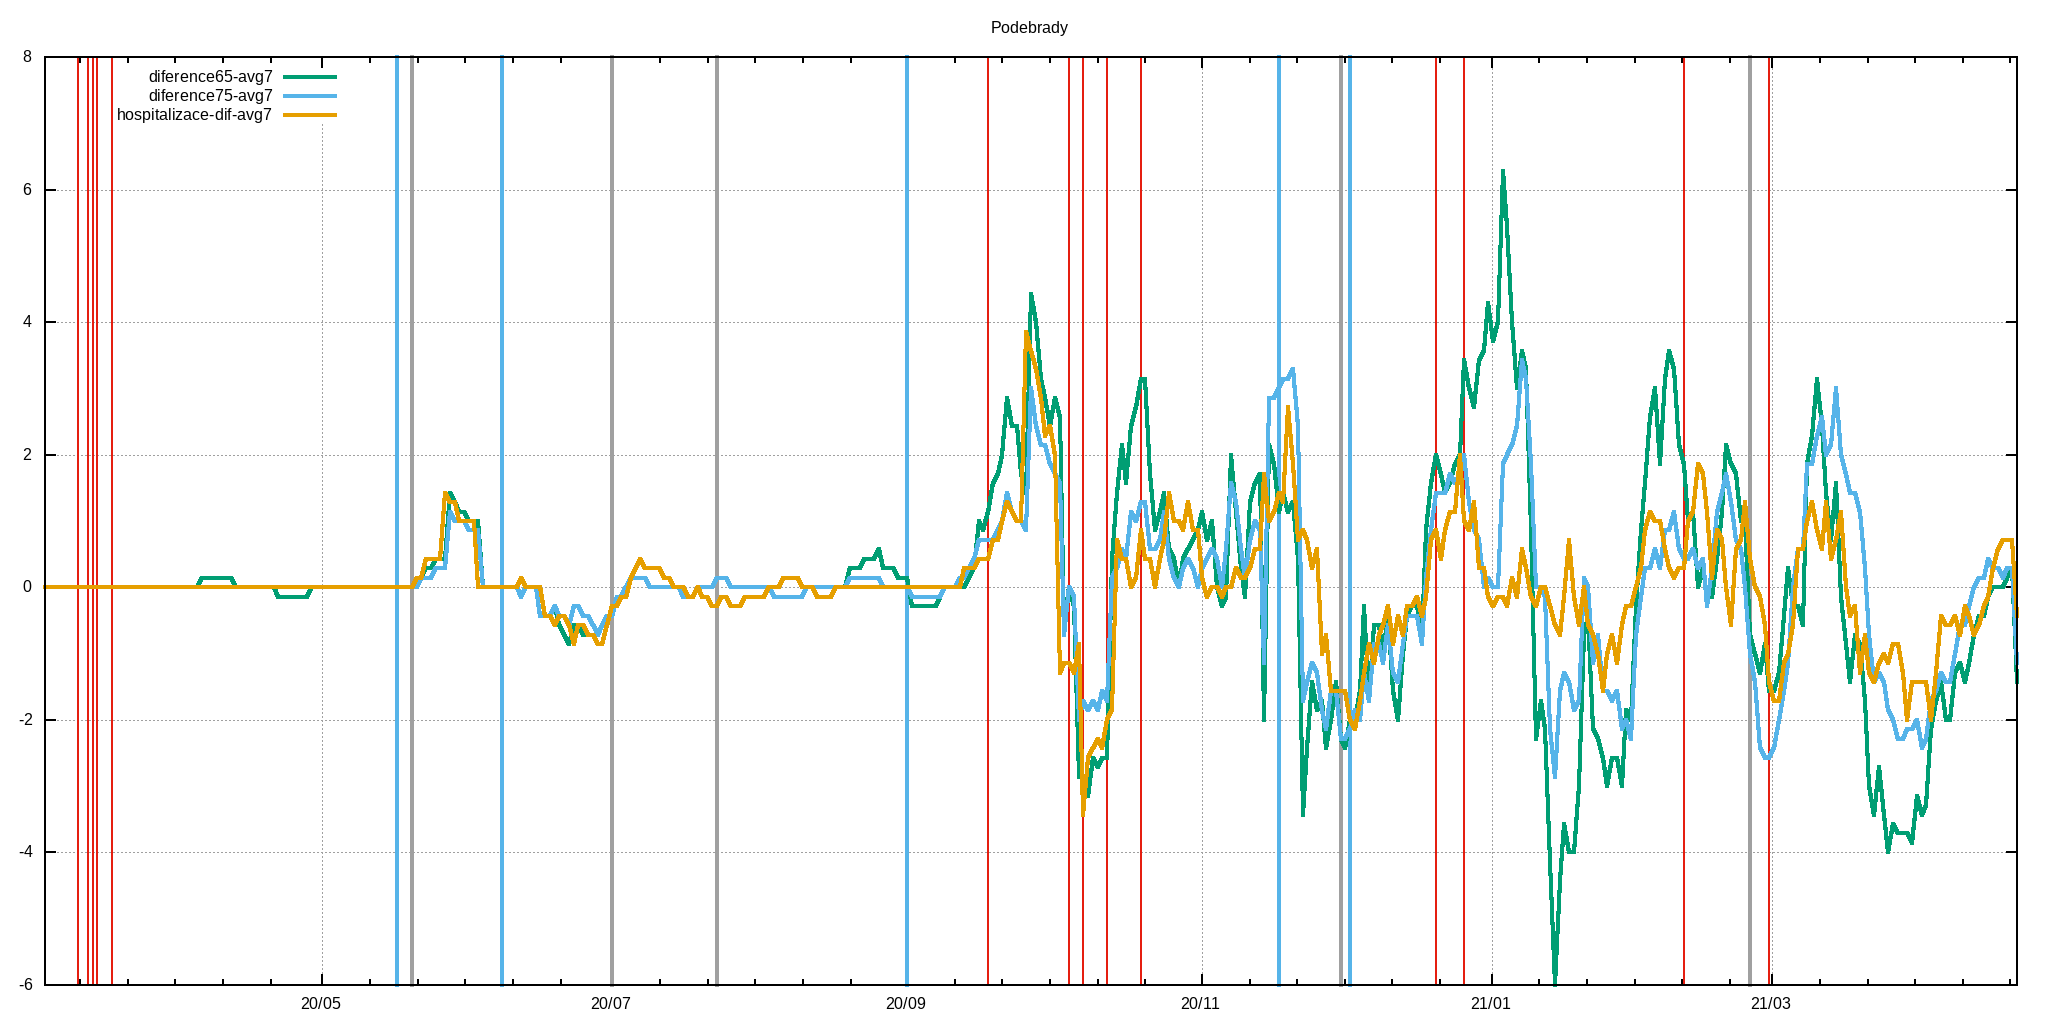 Podebrady
diference65-avg7
diference75-avg7
hospitalizace-dif-avg7
8
6
4
2
0
-2
-4
-6
20/05 20/07 20/09 20/11 21/01 21/03